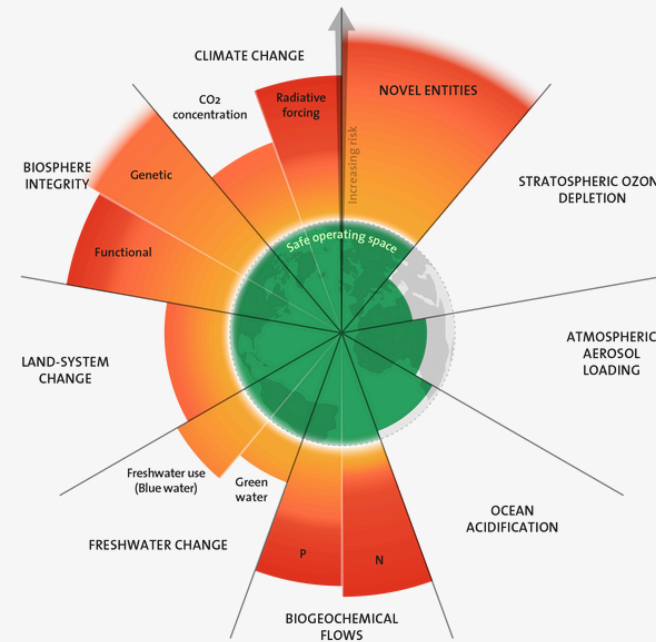 CLIMATE CHANGE
CO2
concentration
Radiative
forcing
NOVEL ENTITIES
Increasing risk
BIOSPHERE
INTEGRITY
Genetic
Functional
STRATOSPHERIC OZON
DEPLETION
Safe operating space
ATMOSPHERIC
AEROSOL
LOADING
LAND-SYSTEM
CHANGE
Freshwater use
(Blue water)
Green
water
FRESHWATER CHANGE
P
N
OCEAN
ACIDIFICATION
BIOGEOCHEMICAL
FLOWS